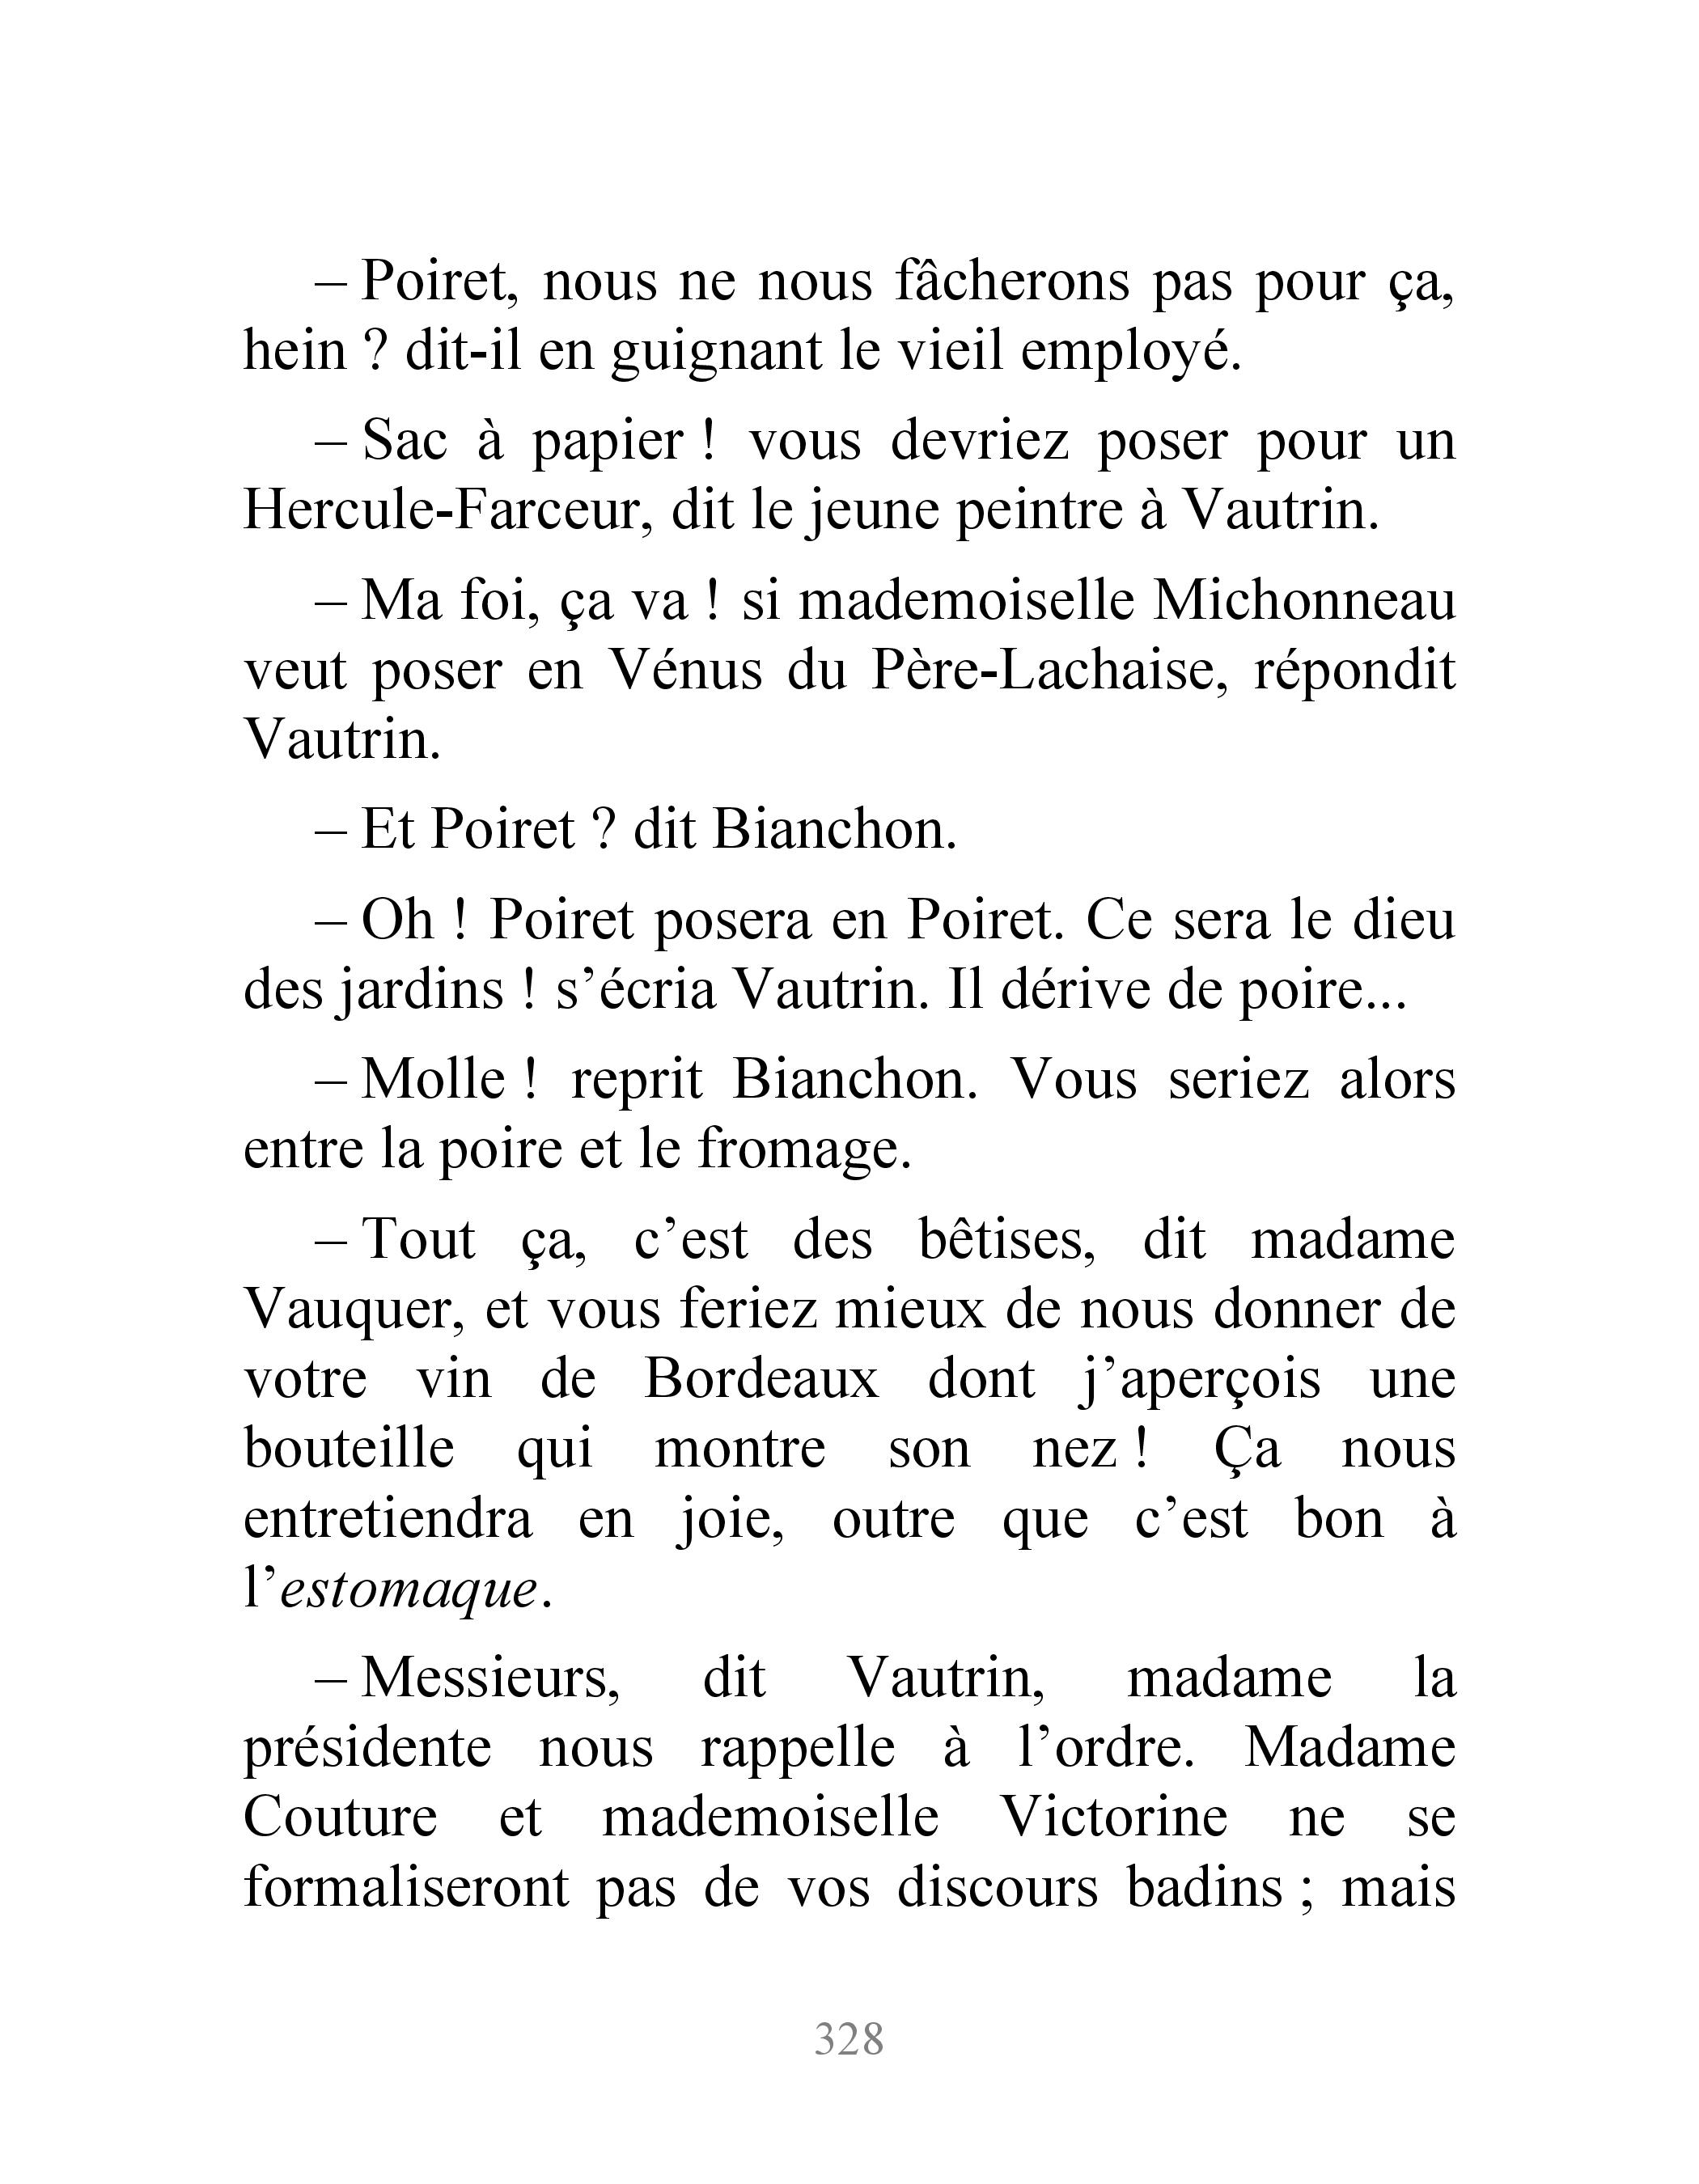 – Poiret, nous ne nous fâcherons pas pour ça,
hein ? dit-il en guignant le vieil employé.
– Sac à papier ! vous devriez poser pour un
Hercule-Farceur, dit le jeune peintre à Vautrin.
– Ma foi, ça va ! si mademoiselle Michonneau
veut poser en Vénus du Père-Lachaise, répondit
Vautrin.
– Et Poiret ? dit Bianchon.
– Oh ! Poiret posera en Poiret. Ce sera le dieu
des jardins ! s’écria Vautrin. Il dérive de poire...
– Molle ! reprit Bianchon. Vous seriez alors
entre la poire et le fromage.
– Tout ça, c’est des bêtises, dit madame
Vauquer, et vous feriez mieux de nous donner de
votre vin de Bordeaux dont j’aperçois une
bouteille qui montre son nez ! Ça nous
entretiendra en joie, outre que c’est bon à
l’estomaque.
– Messieurs, dit Vautrin, madame la
présidente nous rappelle à l’ordre. Madame
Couture et mademoiselle Victorine ne se
formaliseront pas de vos discours badins ; mais
328